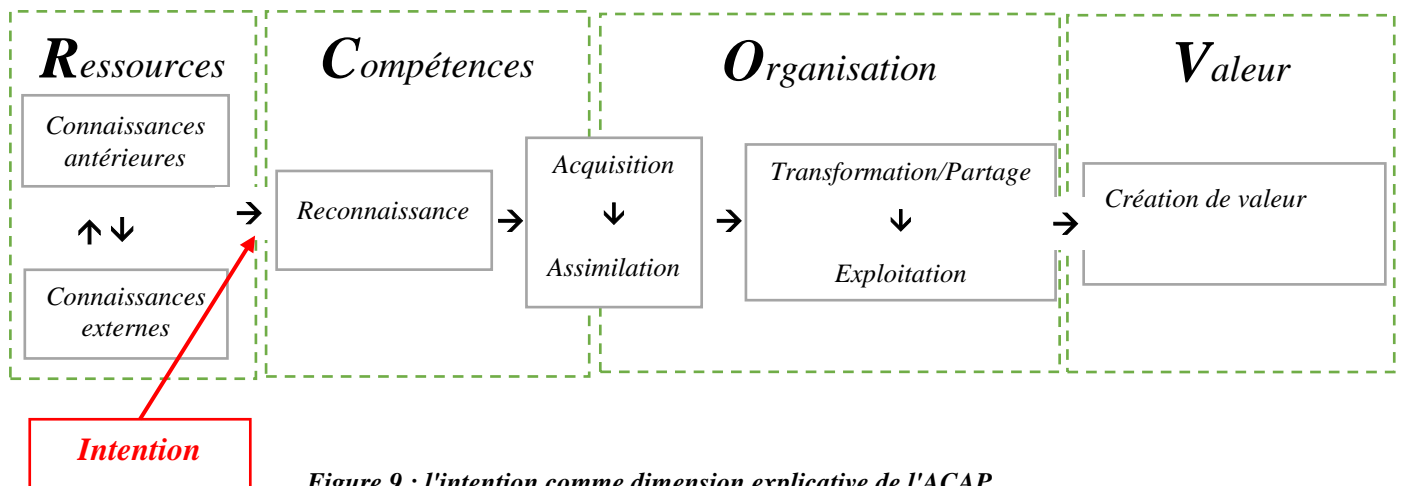 Ressources
Compétences
Organisation
Valeur
Connaissances
antérieures
Connaissances
externes
Reconnaissance
Acquisition
Assimilation
Transformation/Partage
Exploitation
Création de valeur
Intention
Figure 9 : l'intention comme dimension explicative de l'ACAP